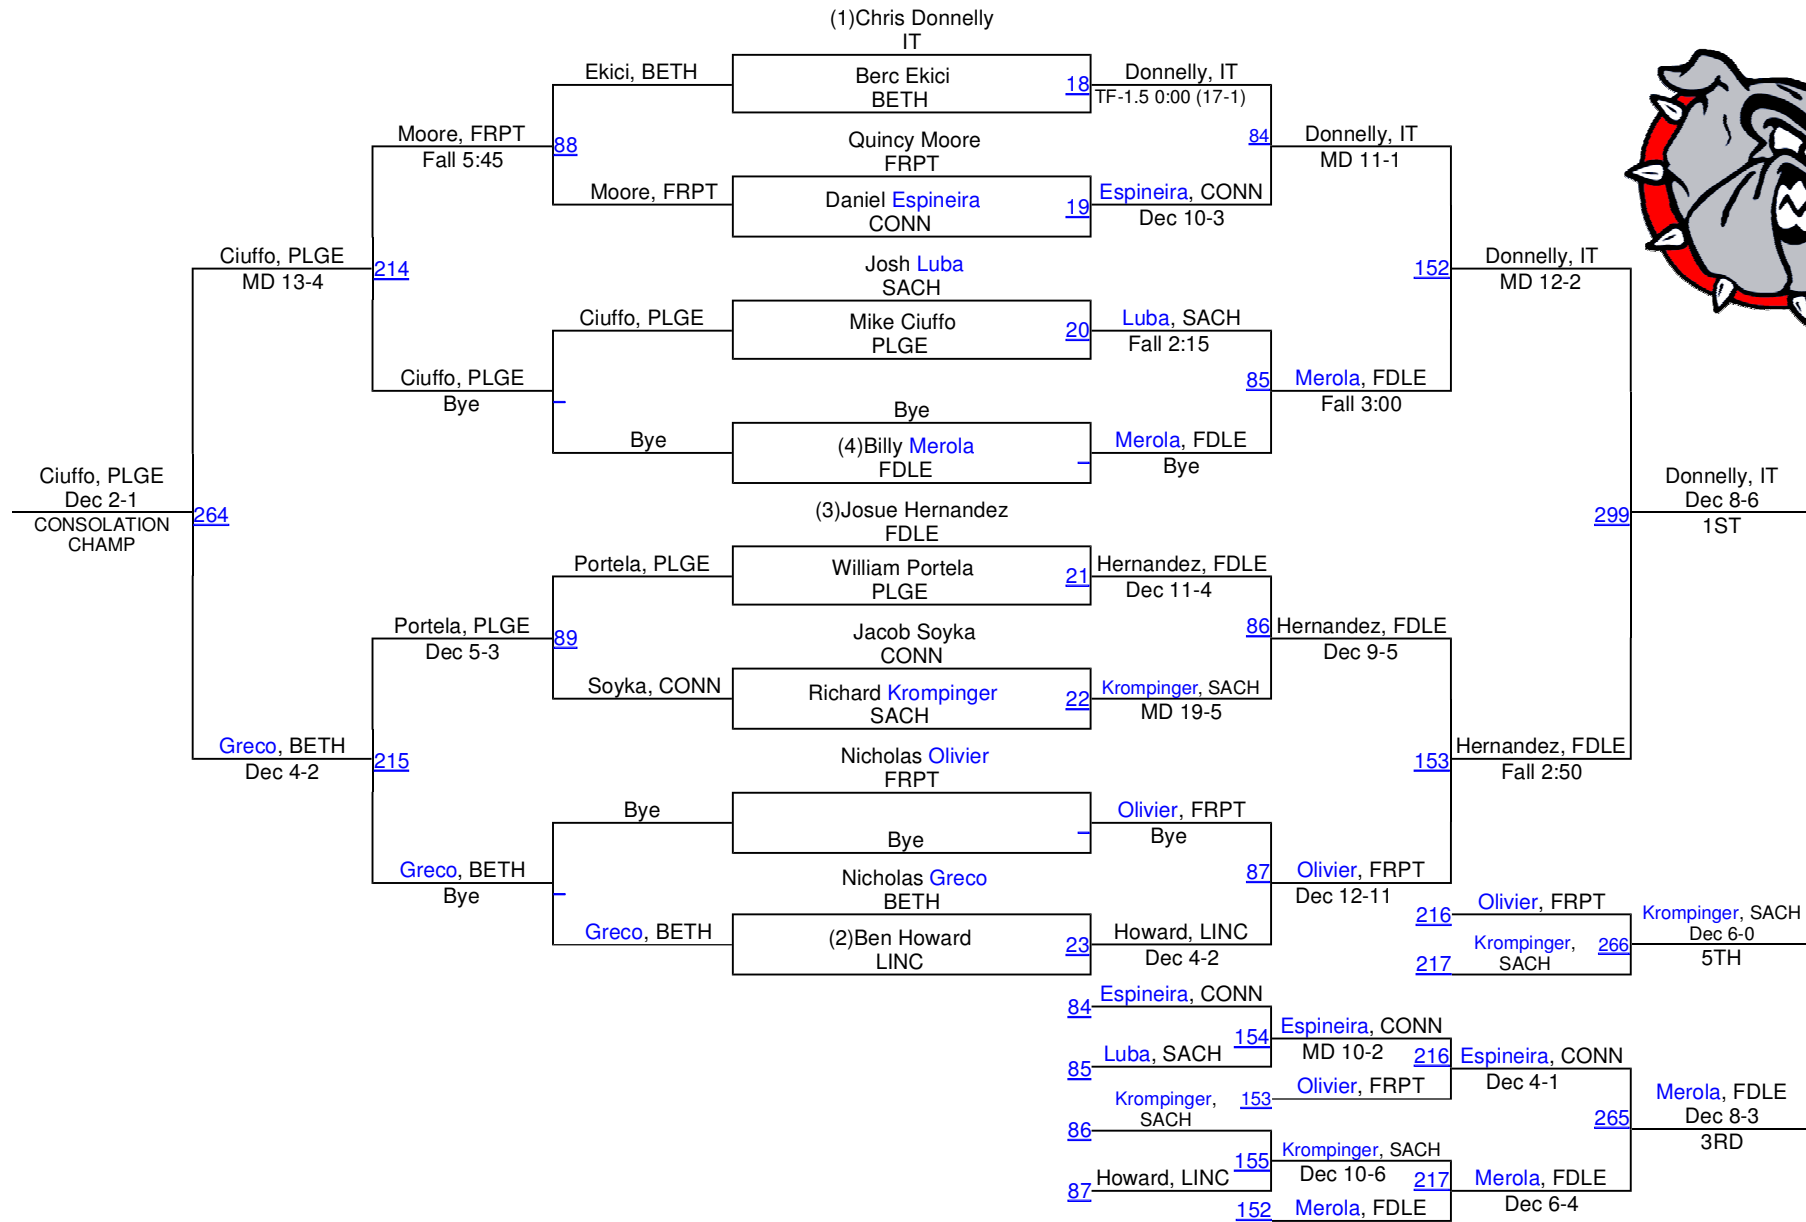 (1)Chris Donnelly
IT
Ekici, BETH
Berc Ekici
BETH
18
Donnelly, IT
TF-1.5 0:00 (17-1)
Moore, FRPT
Fall 5:45
88
Quincy Moore
FRPT
84
Donnelly, IT
MD 11-1
Moore, FRPT
Daniel Espineira
CONN
19
Espineira, CONN
Dec 10-3
Ciuffo, PLGE
MD 13-4
214
Josh Luba
SACH
152
Donnelly, IT
MD 12-2
Ciuffo, PLGE
Mike Ciuffo
PLGE
20
Luba, SACH
Fall 2:15
Ciuffo, PLGE
Bye
85
Merola, FDLE
Fall 3:00
Bye
Bye
(4)Billy Merola
FDLE
Merola, FDLE
Bye
Ciuffo, PLGE
Dec 2-1
CONSOLATION
CHAMP
264
(3)Josue Hernandez
FDLE
299
Donnelly, IT
Dec 8-6
1ST
Portela, PLGE
William Portela
PLGE
21
Hernandez, FDLE
Dec 11-4
Portela, PLGE
Dec 5-3
89
Jacob Soyka
CONN
86
Hernandez, FDLE
Dec 9-5
Soyka, CONN
Richard Krompinger
SACH
22
Krompinger, SACH
MD 19-5
Greco, BETH
Dec 4-2
215
Nicholas Olivier
FRPT
153
Hernandez, FDLE
Fall 2:50
Bye
Bye
Olivier, FRPT
Bye
Greco, BETH
Bye
Nicholas Greco
BETH
87
Olivier, FRPT
Dec 12-11
Greco, BETH
(2)Ben Howard
LINC
23
Howard, LINC
Dec 4-2
216
Olivier, FRPT
217
Krompinger,
SACH
266
Krompinger, SACH
Dec 6-0
5TH
84
Espineira, CONN
85
Luba, SACH
154
Espineira, CONN
MD 10-2
153
Olivier, FRPT
216
Espineira, CONN
Dec 4-1
86
Krompinger,
SACH
87
Howard, LINC
155
Krompinger, SACH
Dec 10-6
152
Merola, FDLE
217
Merola, FDLE
Dec 6-4
265
Merola, FDLE
Dec 8-3
3RD